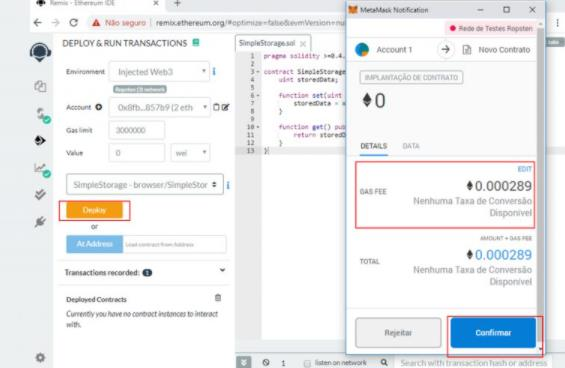 Remix - Ethereum IDE
Não seguro | remix.ethereum.org/#optimize=false&evmVersion=nu
DEPLOY & RUN TRANSACTIONS
Environment
Injected Web3
Ropsten (3) network
Account
0x8fb...857b9 (2 eth
Gas limit
3000000
Value
0
wei
SimpleStorage - browser/SimpleStor
Deploy
or
At Address
Load contract from Address
Transactions recorded: 1
Deployed Contracts
Currently you have no contract instances to interact
with.
SimpleStorage.sol
1 pragma solidity >=0.4.
2
3 contract SimpleStorage
4 uint storedData;
5
6 function set(uint
7 storedData =
8 }
9
10 function get() pub
11 return stored
12 }
13 }
1
listen on network
Search with transaction hash or address
MetaMask Notification
Rede de Testes Ropsten
Account 1
Novo Contrato
IMPLANTAÇÃO DE CONTRATO
0
DETAILS
DATA
EDIT
GAS FEE
0.000289
Nenhuma Taxa de Conversão
Disponível
AMOUNT + GAS FEE
TOTAL
0.000289
Nenhuma Taxa de Conversão
Disponível
Rejeitar
Confirmar